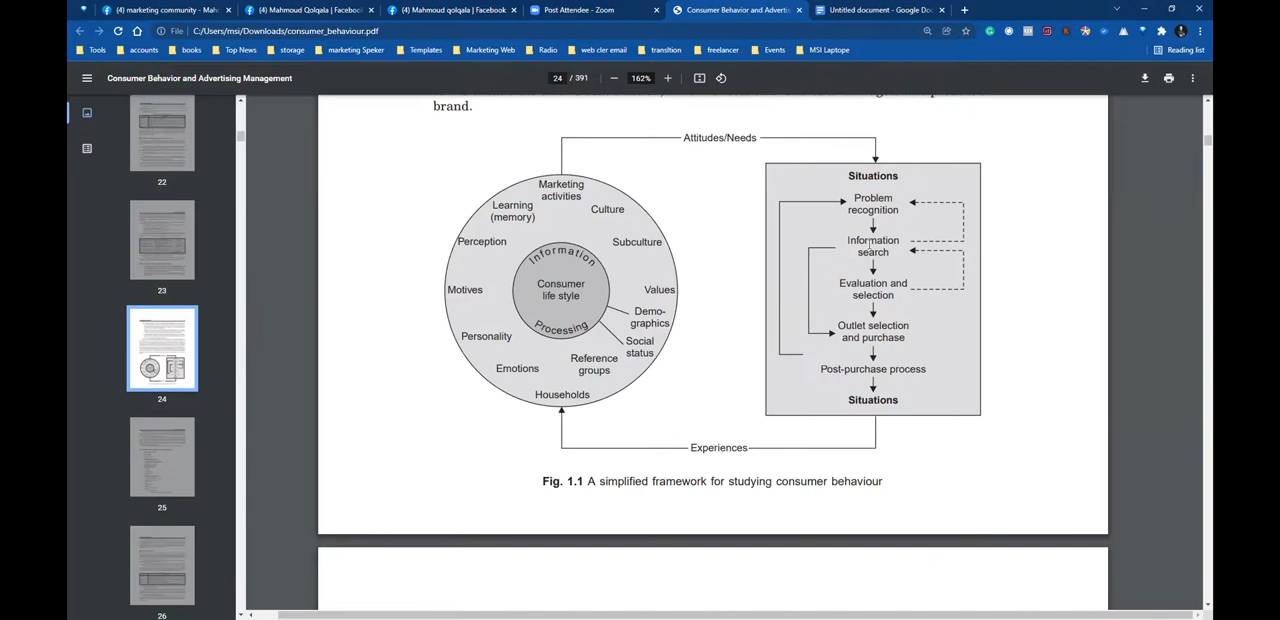 (4) marketing community - Mah
(4) Mahmoud Qolqala | Facebook
(4) Mahmoud qolqala | Facebook
Post Attendee - Zoom
Consumer Behavior and Adverti
Untitled document - Google Doc
File
C:/Users/msi/Downloads/consumer_behaviour.pdf
Tools
accounts
books
Top News
storage
marketing Speker
Templates
Marketing Web
Radio
web cler email
transltion
freelancer
Events
MSI Laptope
Reading list
Consumer Behavior and Advertising Management
24 / 391
162%
22
23
24
25
26
brand.
Attitudes/Needs
Marketing
activities
Learning
(memory)
Culture
Perception
Subculture
Information
Consumer
life style
Processing
Motives
Values
Demo-
graphics
Personality
Social
status
Emotions
Reference
groups
Households
Situations
Problem
recognition
Information
search
Evaluation and
selection
Outlet selection
and purchase
Post-purchase process
Situations
Experiences
Fig. 1.1 A simplified framework for studying consumer behaviour